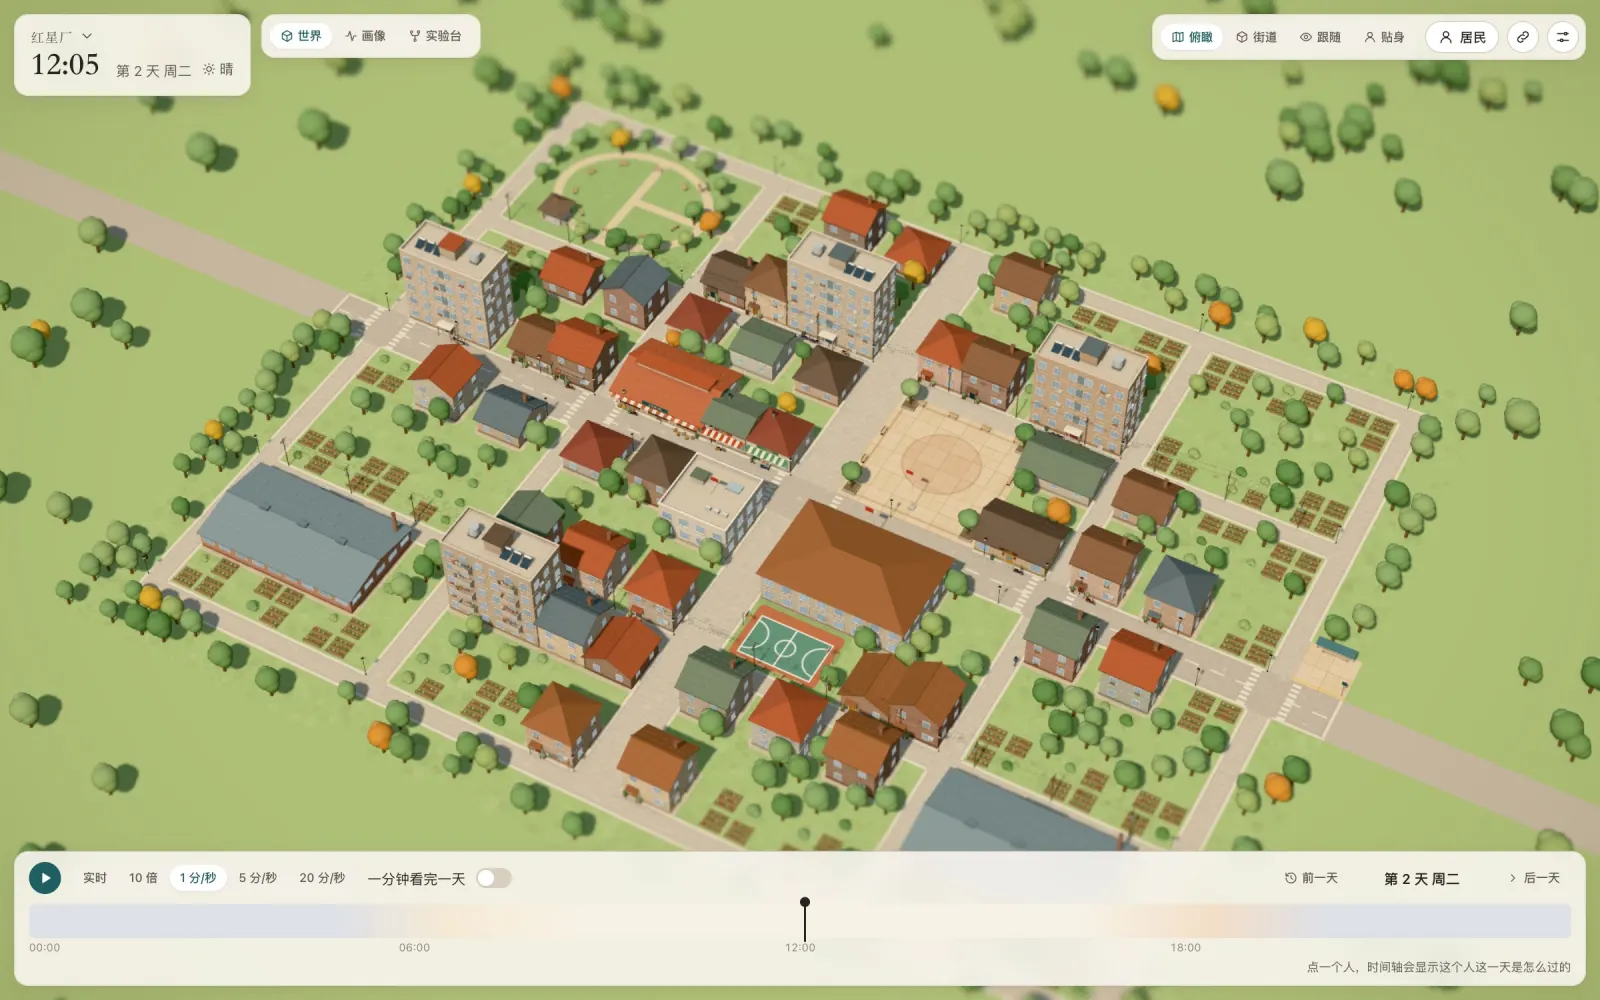 红星厂
12:05 第 2 天 周二 晴
世界 画像 实验台
俯瞰 街道 跟随 贴身 居民
实时 10 倍 1 分/秒 5 分/秒 20 分/秒 一分钟看完一天
前一天 第 2 天 周二 后一天
00:00 06:00 12:00 18:00
点一个人，时间轴会显示这个人这一天是怎么过的